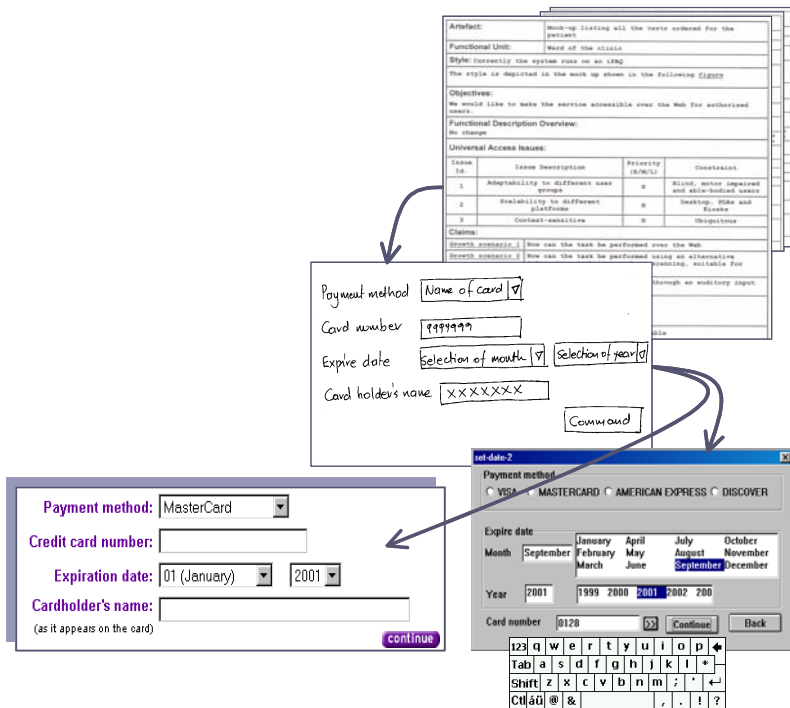 Artefact: Mock-up listing all the tests ordered for the
patient
Functional Unit: Ward of the clinic
Style: Currently the system runs on an iPAQ
The style is depicted in the mock up shown in the following figure
Objectives:
We would like to make the service accessible over the Web for authorised
users.
Functional Description Overview:
No change
Universal Access Issues:
Issue Id. Issue Description Priority (H/M/L) Constraint
1 Adaptability to different user groups H Blind, motor impaired and able-bodied users
2 Scalability to different platforms H Desktop, PDAs and Kiosks
3 Context-sensitive H Ubiquitous
Claims:
Growth scenario 1 How can the task be performed over the Web
Growth scenario 2 How can the task be performed using an alternative
scanning, suitable for
through an auditory input
Payment method Name of card
Card number 9999999
Expire date Selection of month Selection of year
Card holder's name XXXXXXX
Command
set-date-2
Payment method
VISA MASTERCARD AMERICAN EXPRESS DISCOVER
Expire date
January April July October
Month September February May August November
March June September December
Year 2001 1999 2000 2001 2002 200
Card number 0128 >> Continue Back
123 q w e r t y u i o p
Tab a s d f g h j k l *
Shift z x c v b n m ; '
Ctl áü @ & , . ! ?
Payment method: MasterCard
Credit card number:
Expiration date: 01 (January) 2001
Cardholder's name:
(as it appears on the card)
continue